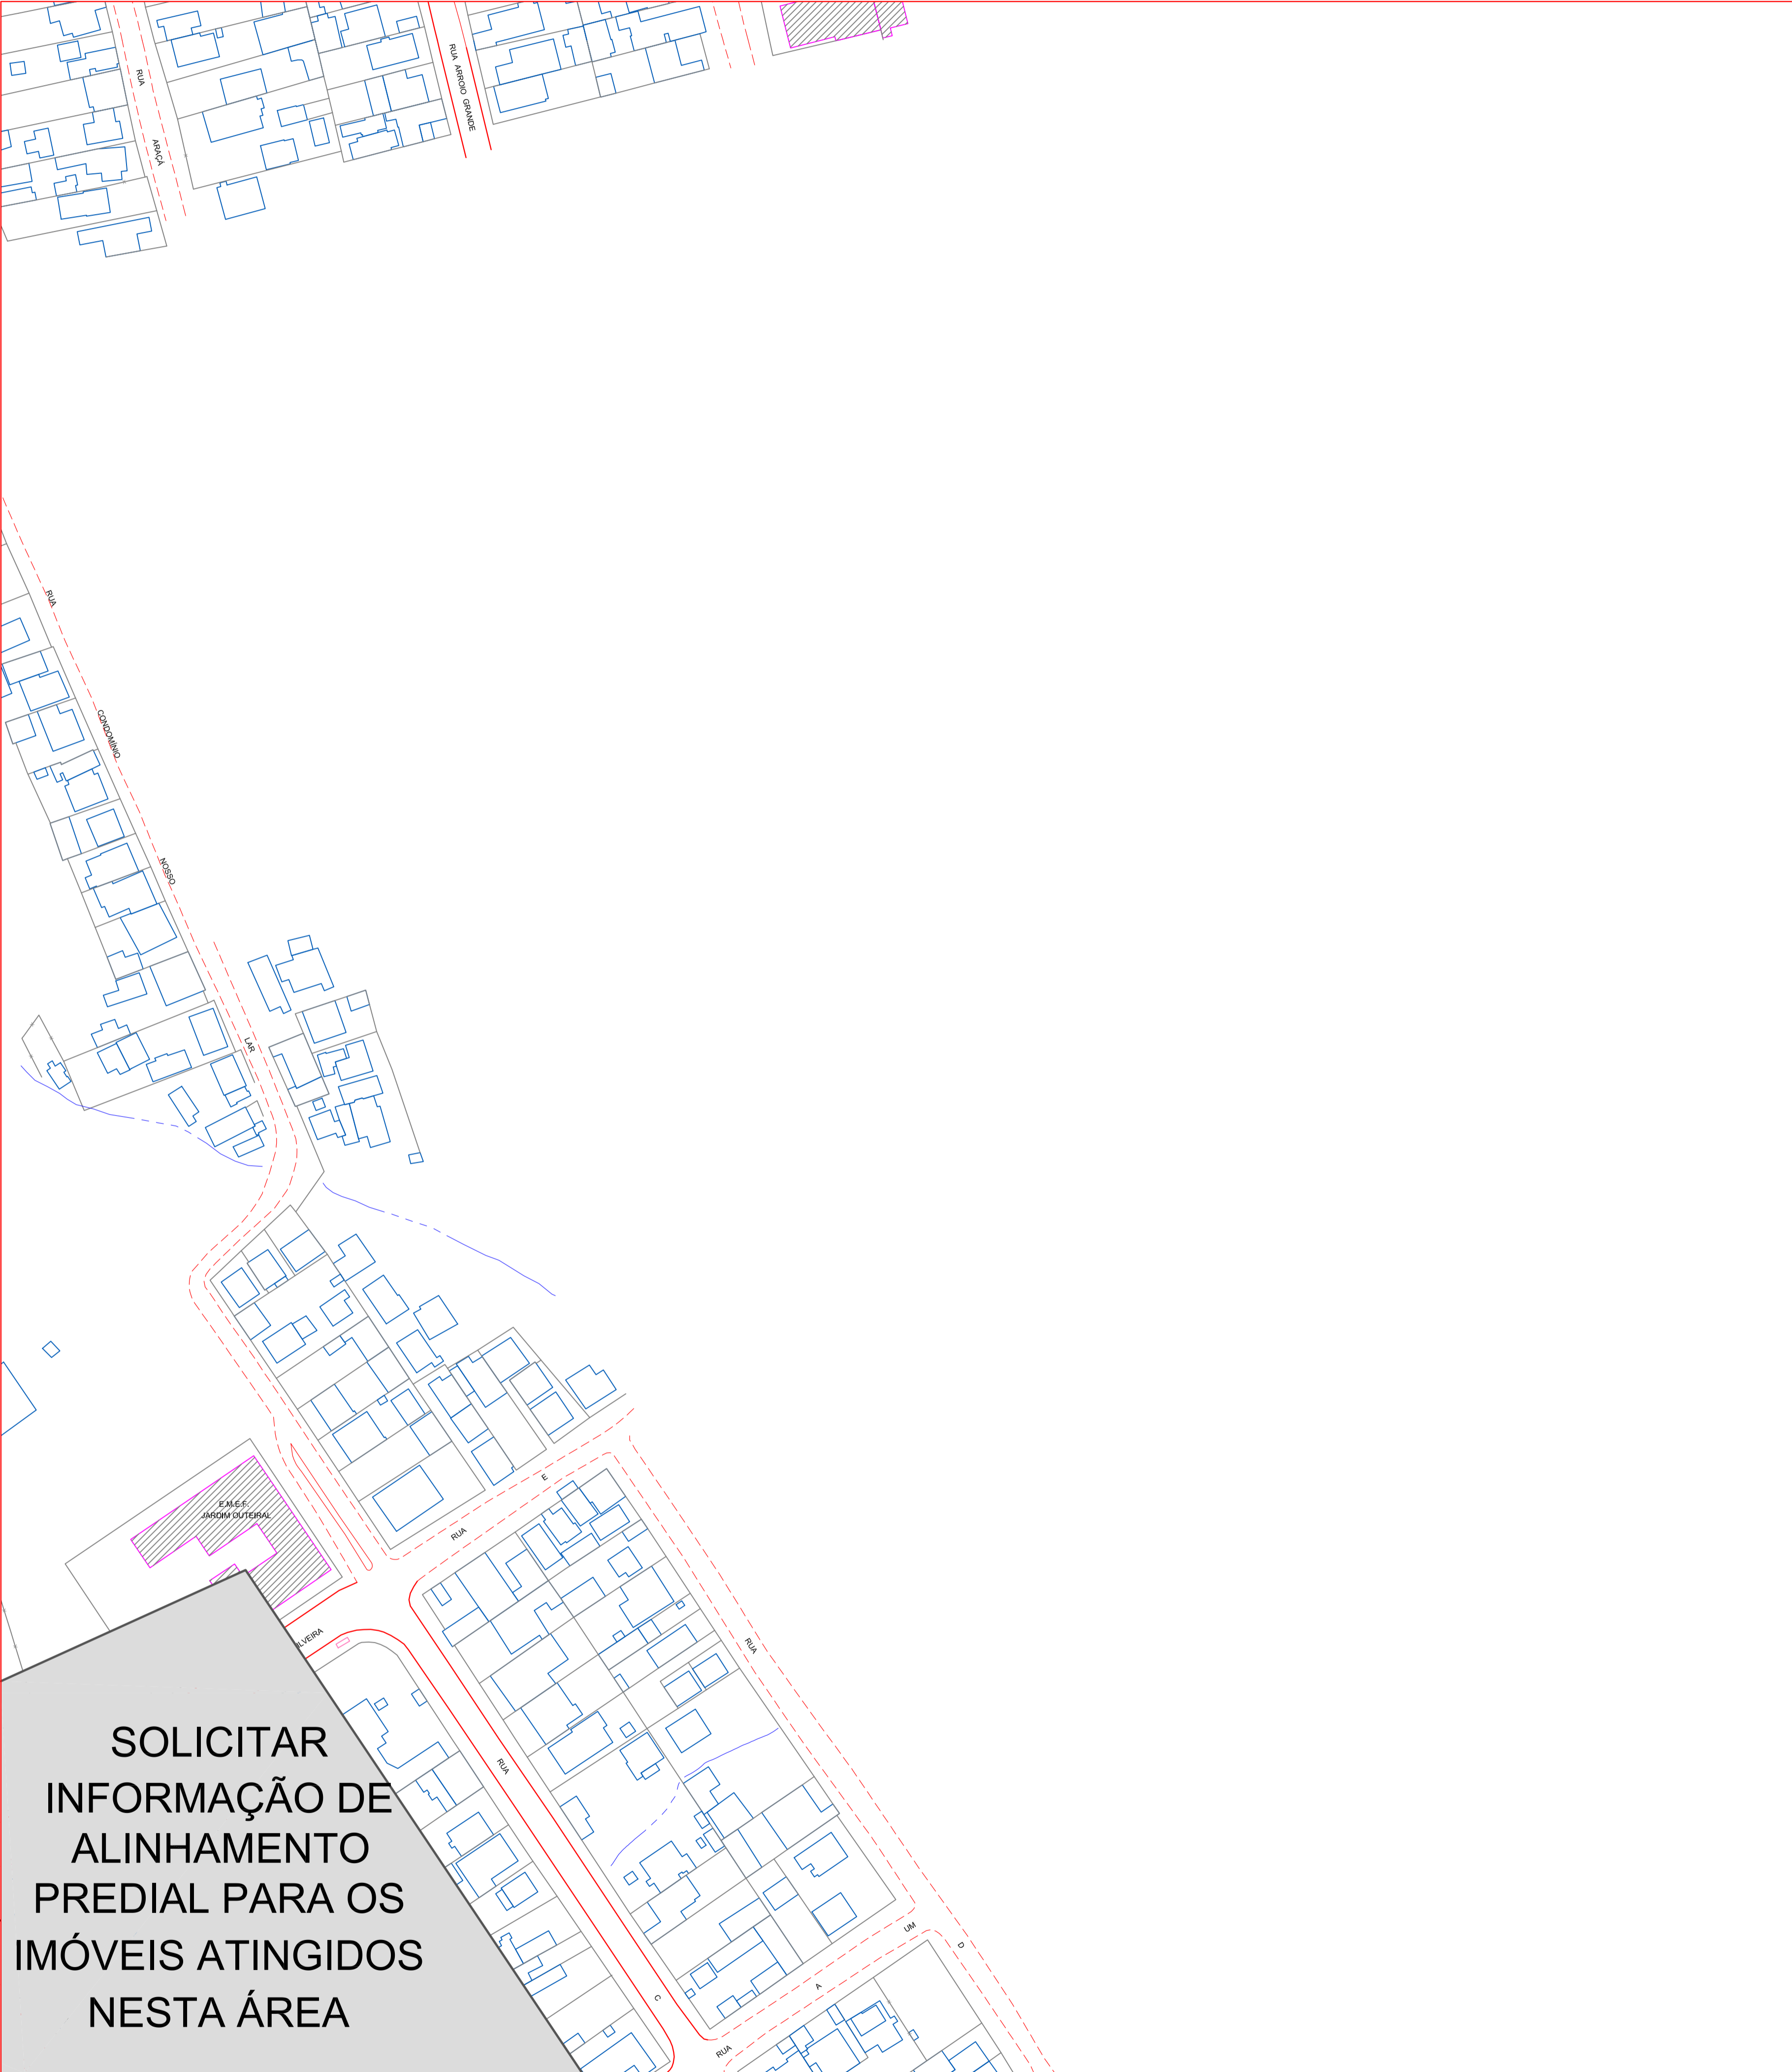 RUA ARAÇÁ
RUA ARROIO GRANDE
RUA CONDOMÍNIO NOSSO LAR
E.M.E.F.
JARDIM OUTEIRAL
RUA E
RUA D
RUA C
RUA A UM
SOLICITAR
INFORMAÇÃO DE
ALINHAMENTO
PREDIAL PARA OS
IMÓVEIS ATINGIDOS
NESTA ÁREA